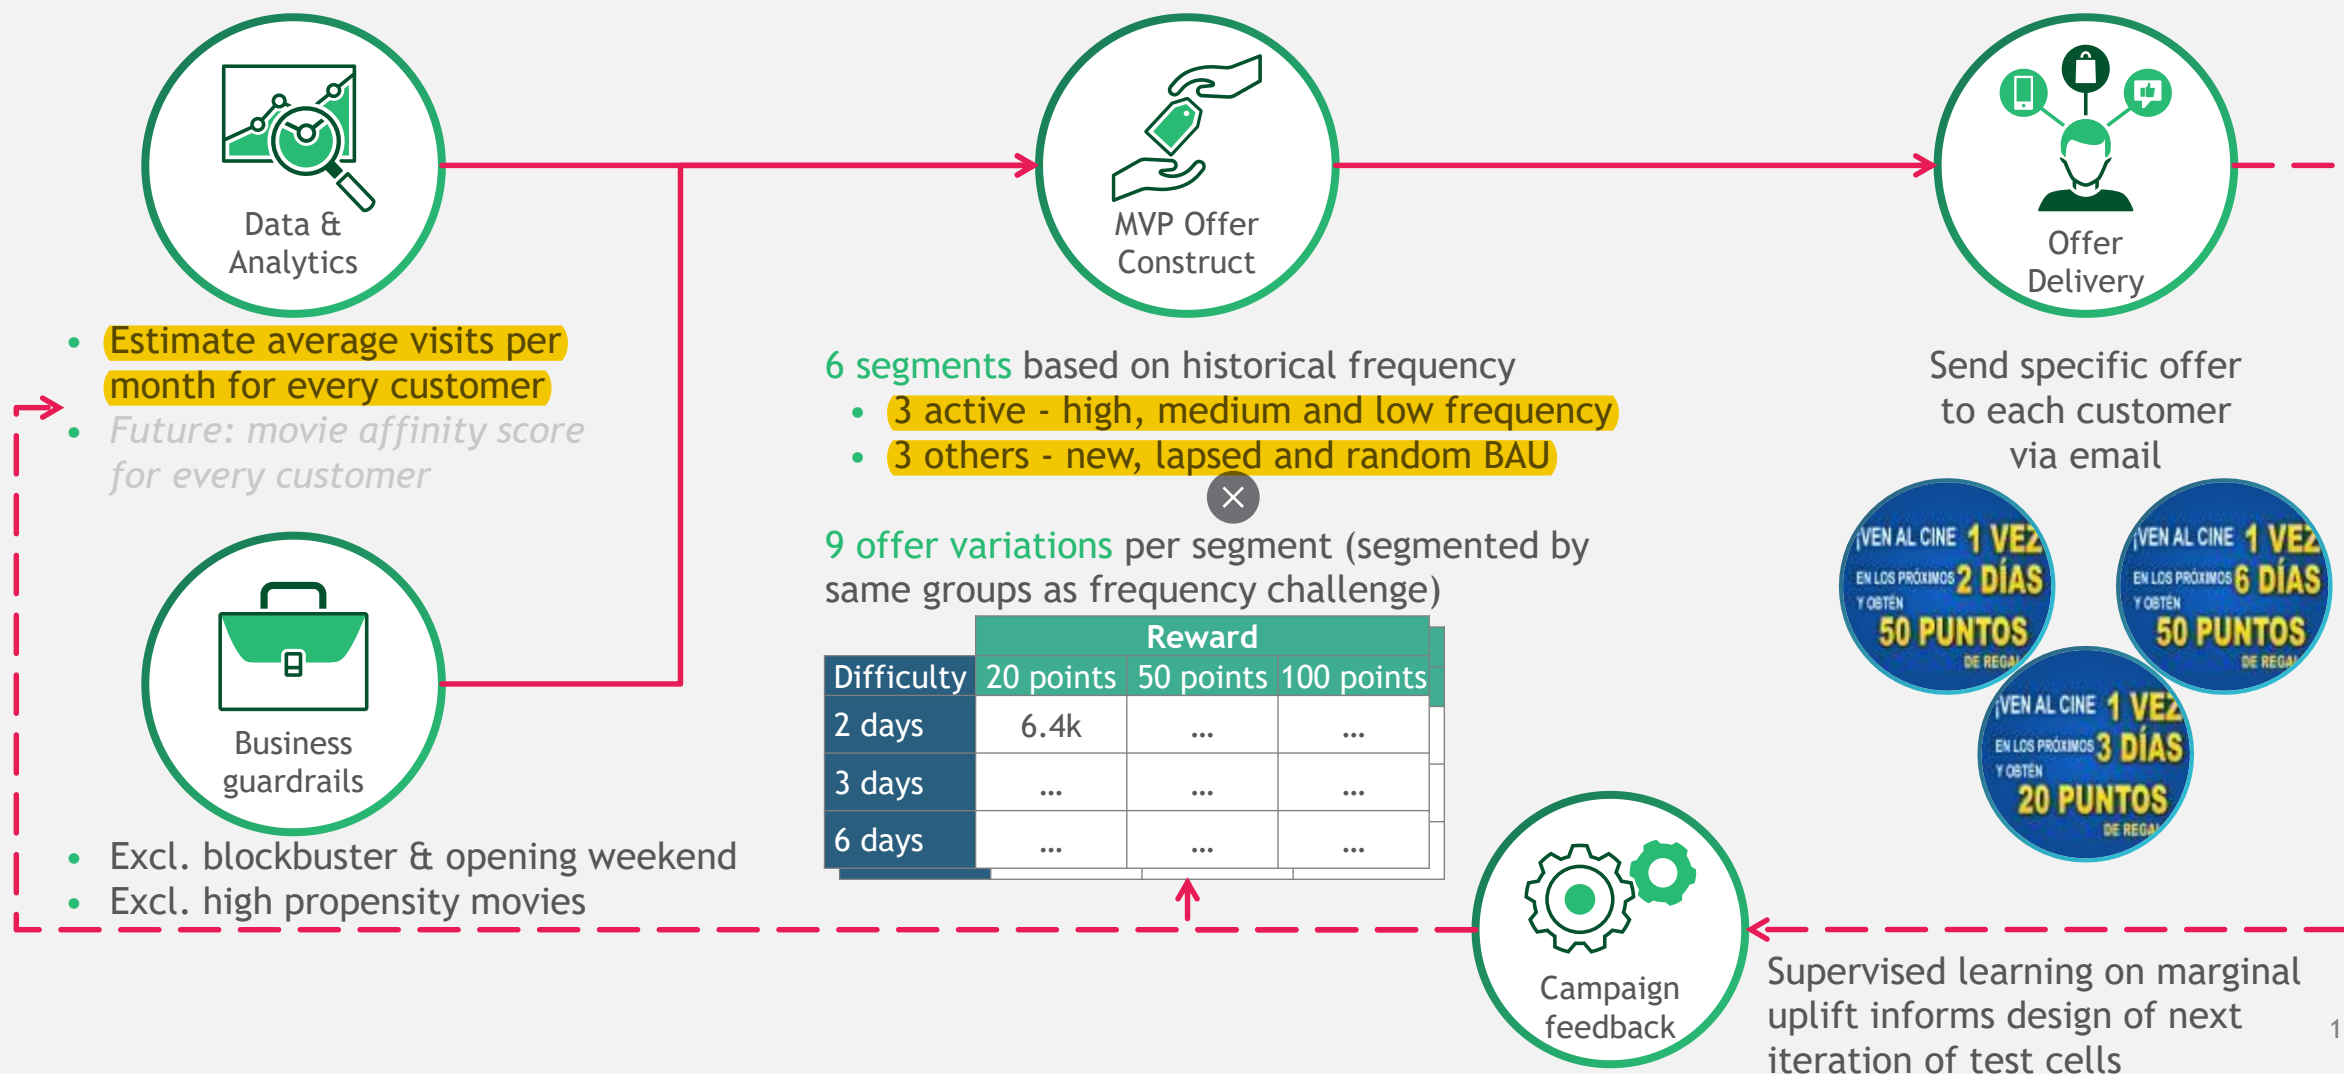 Data &
Analytics
• Estimate average visits per
month for every customer
• Future: movie affinity score
for every customer
Business
guardrails
• Excl. blockbuster & opening weekend
• Excl. high propensity movies
MVP Offer
Construct
6 segments based on historical frequency
• 3 active - high, medium and low frequency
• 3 others - new, lapsed and random BAU
9 offer variations per segment (segmented by
same groups as frequency challenge)
Reward
Difficulty 20 points 50 points 100 points
2 days 6.4k … …
3 days … … …
6 days … … …
Offer
Delivery
Send specific offer
to each customer
via email
¡VEN AL CINE 1 VEZ
EN LOS PRÓXIMOS 2 DÍAS
Y OBTÉN
50 PUNTOS
DE REGAL
¡VEN AL CINE 1 VEZ
EN LOS PRÓXIMOS 6 DÍAS
Y OBTÉN
50 PUNTOS
DE REGA
¡VEN AL CINE 1 VEZ
EN LOS PRÓXIMOS 3 DÍAS
Y OBTÉN
20 PUNTOS
DE REGA
Campaign
feedback
Supervised learning on marginal
uplift informs design of next
iteration of test cells
1